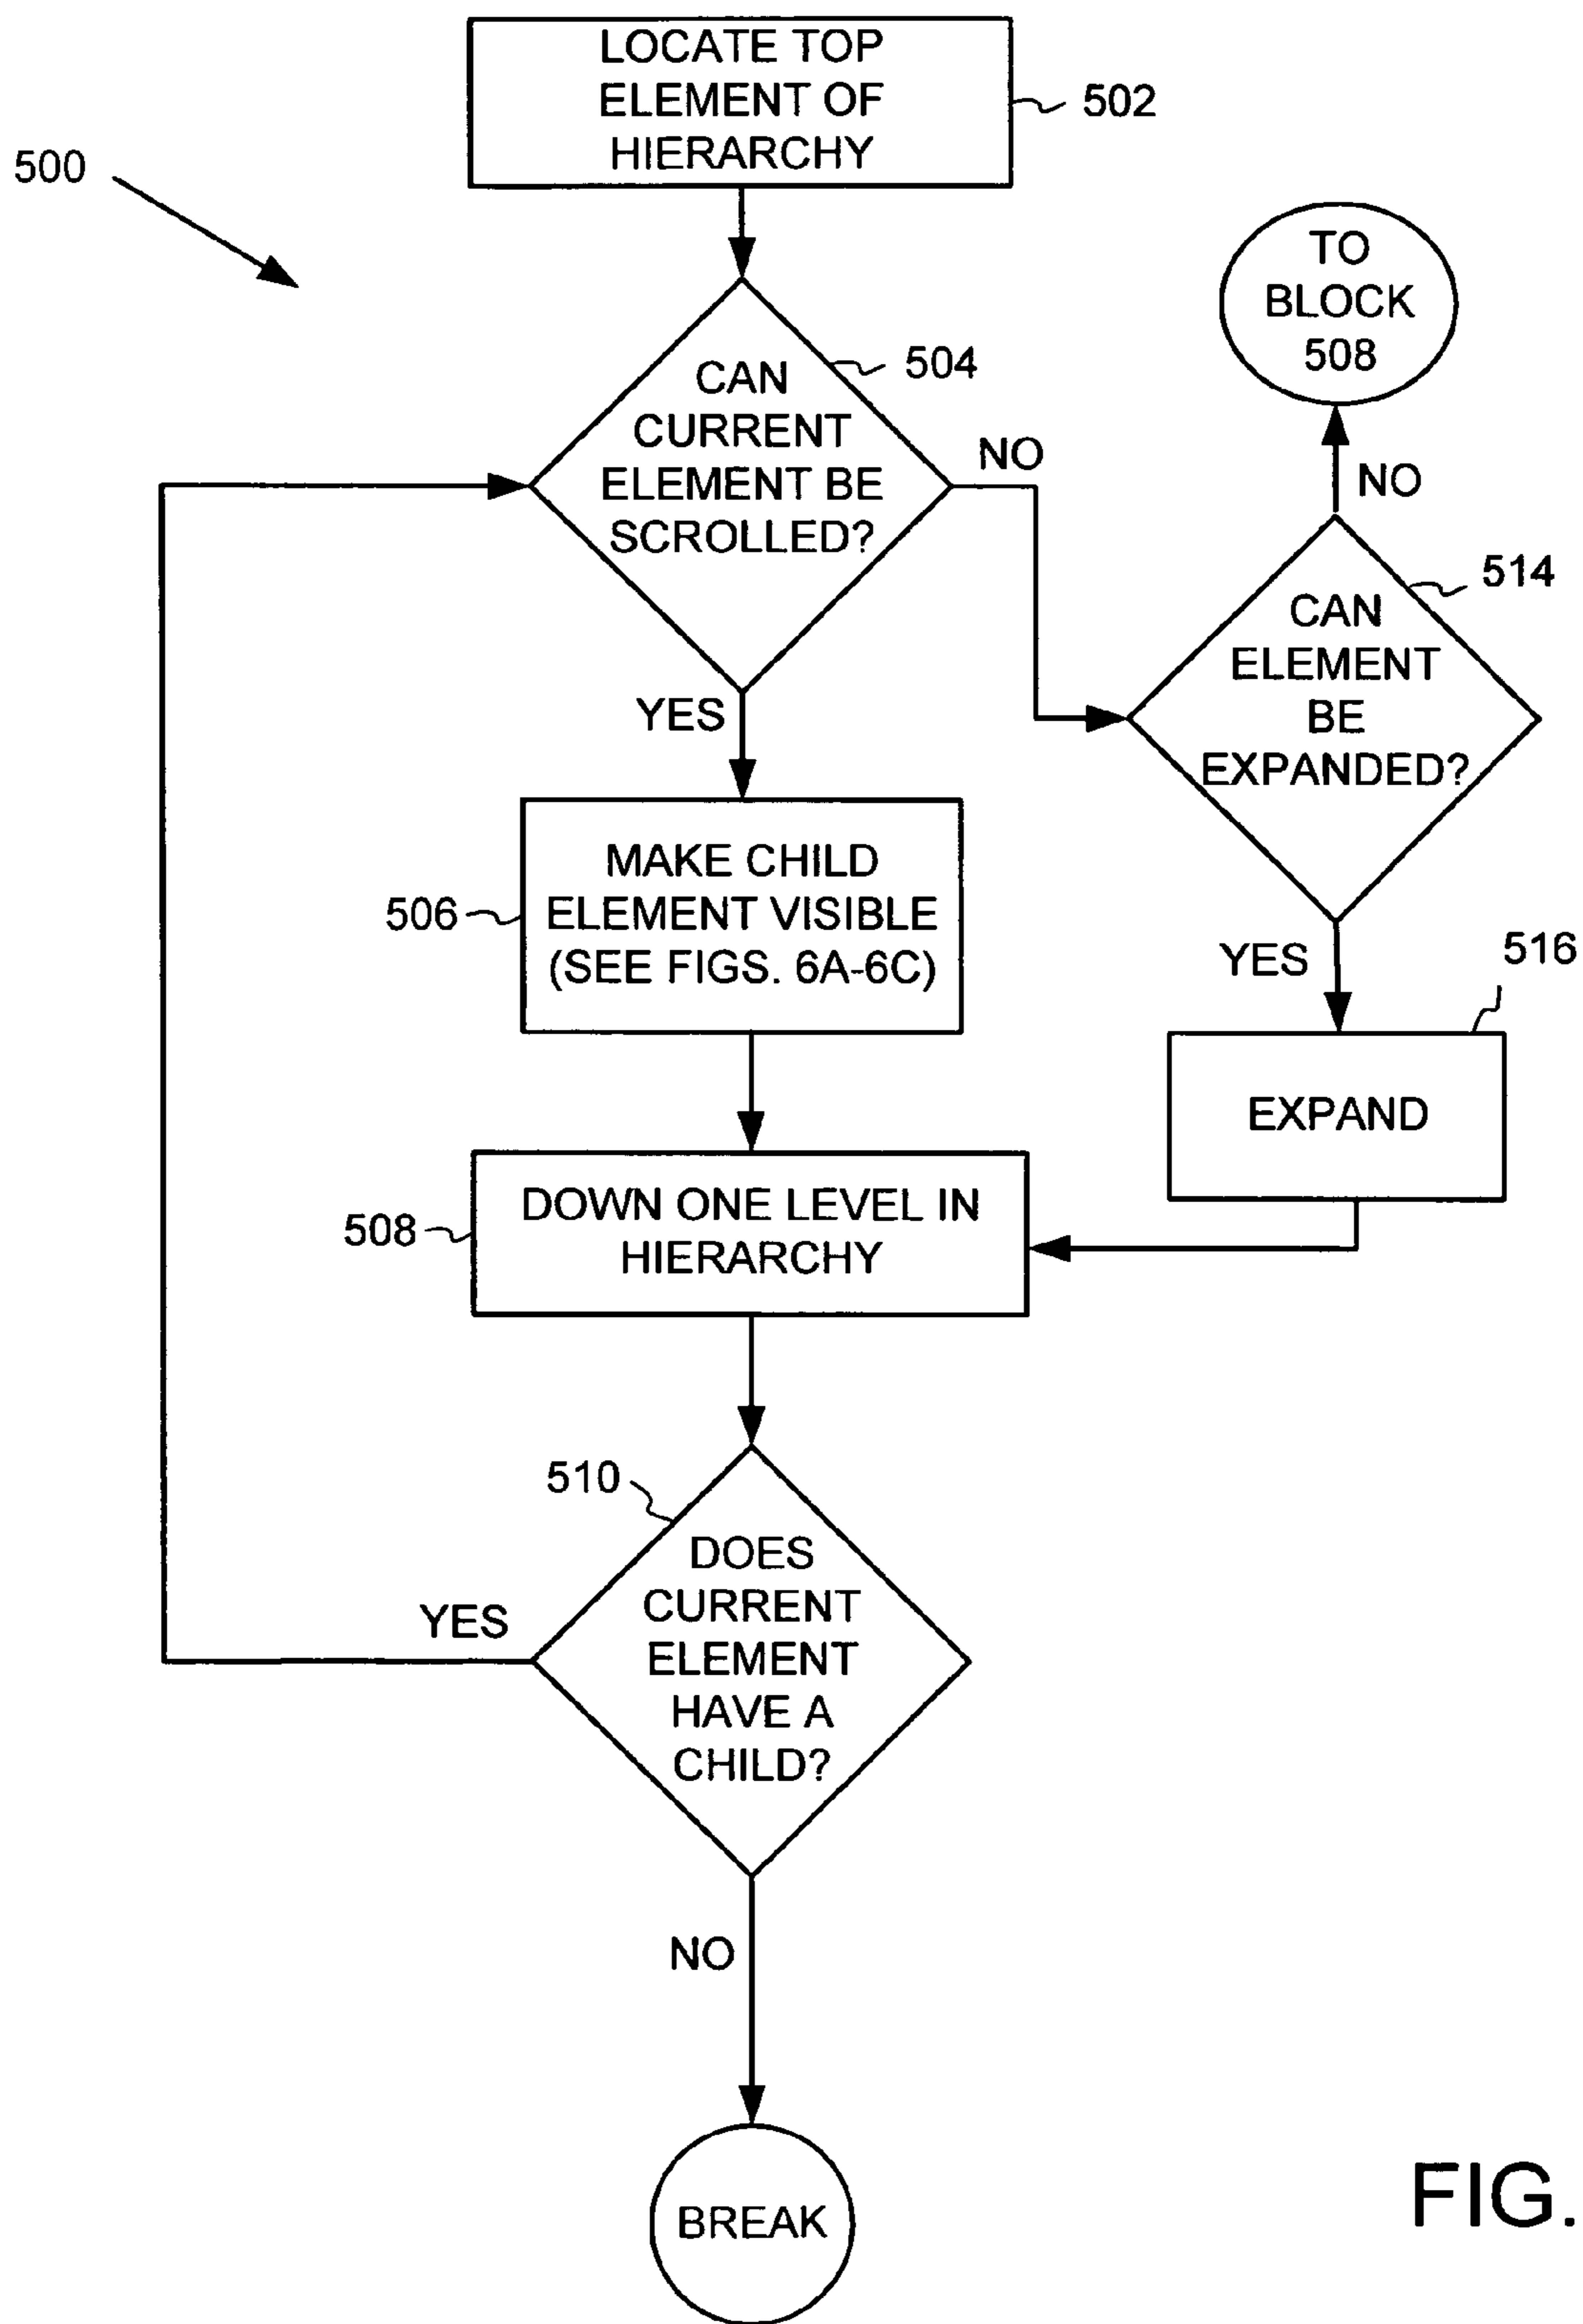 LOCATE TOP
ELEMENT OF
HIERARCHY
502
500
TO
BLOCK
508
CAN
CURRENT
ELEMENT BE
SCROLLED?
504
NO
NO
CAN
ELEMENT
BE
EXPANDED?
514
YES
MAKE CHILD
ELEMENT VISIBLE
(SEE FIGS. 6A-6C)
506
YES
516
EXPAND
DOWN ONE LEVEL IN
HIERARCHY
508
510
DOES
CURRENT
ELEMENT
HAVE A
CHILD?
YES
NO
BREAK
FIG.